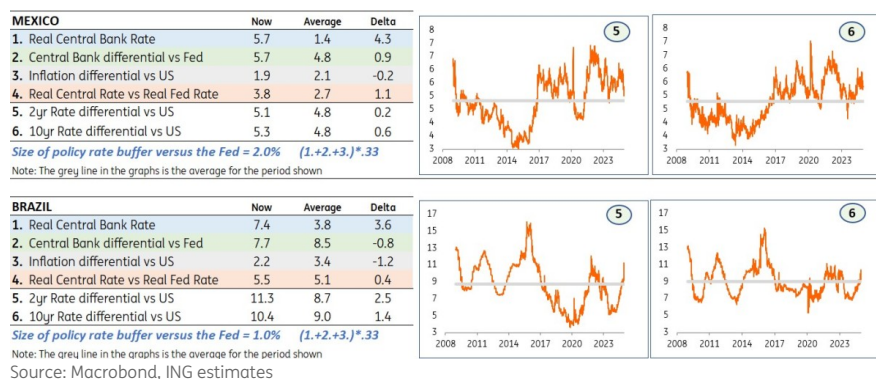 MEXICO Now Average Delta
1. Real Central Bank Rate 5.7 1.4 4.3
2. Central Bank differential vs Fed 5.7 4.8 0.9
3. Inflation differential vs US 1.9 2.1 -0.2
4. Real Central Rate vs Real Fed Rate 3.8 2.7 1.1
5. 2yr Rate differential vs US 5.1 4.8 0.2
6. 10yr Rate differential vs US 5.3 4.8 0.6
Size of policy rate buffer versus the Fed = 2.0% (1.+2.+3.)*.33
Note: The grey line in the graphs is the average for the period shown
5
8
7
6
6
5
5
4
4
3
2008 2011 2014 2017 2020 2023
6
8
7
6
6
5
5
4
4
3
2008 2011 2014 2017 2020 2023
BRAZIL Now Average Delta
1. Real Central Bank Rate 7.4 3.8 3.6
2. Central Bank differential vs Fed 7.7 8.5 -0.8
3. Inflation differential vs US 2.2 3.4 -1.2
4. Real Central Rate vs Real Fed Rate 5.5 5.1 0.4
5. 2yr Rate differential vs US 11.3 8.7 2.5
6. 10yr Rate differential vs US 10.4 9.0 1.4
Size of policy rate buffer versus the Fed = 1.0% (1.+2.+3.)*.33
Note: The grey line in the graphs is the average for the period shown
5
17
15
13
11
9
7
5
3
2008 2011 2014 2017 2020 2023
6
17
15
13
11
9
7
5
3
2008 2011 2014 2017 2020 2023
Source: Macrobond, ING estimates